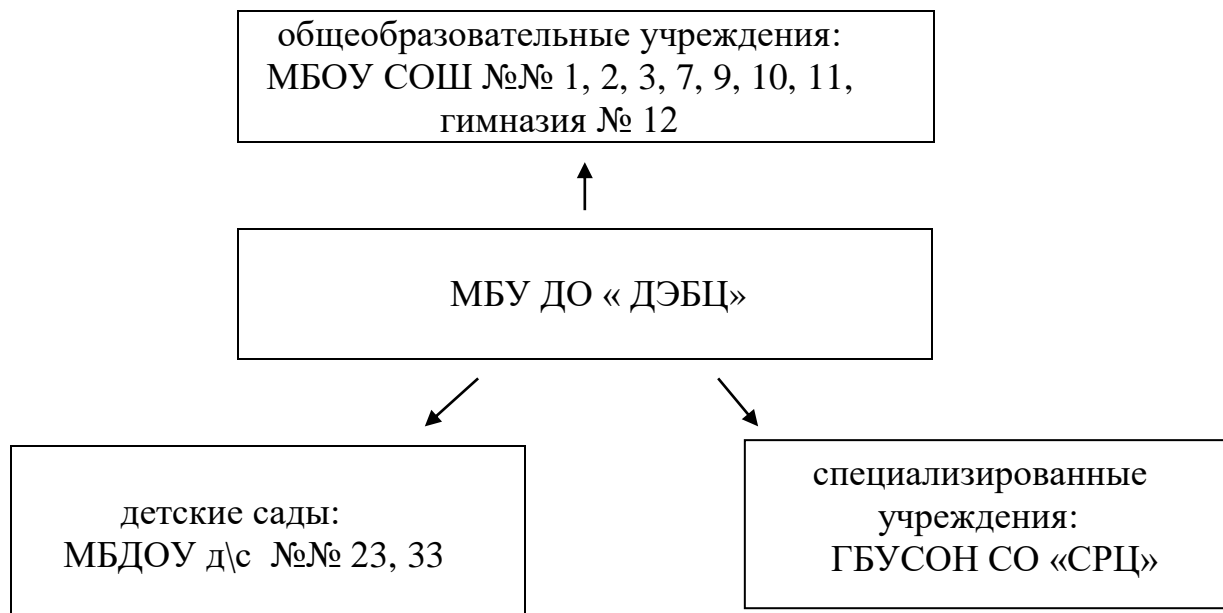 общеобразовательные учреждения:
МБОУ СОШ №№ 1, 2, 3, 7, 9, 10, 11,
гимназия № 12
МБУ ДО « ДЭБЦ»
детские сады:
МБДОУ д\с №№ 23, 33
специализированные
учреждения:
ГБУСОН СО «СРЦ»